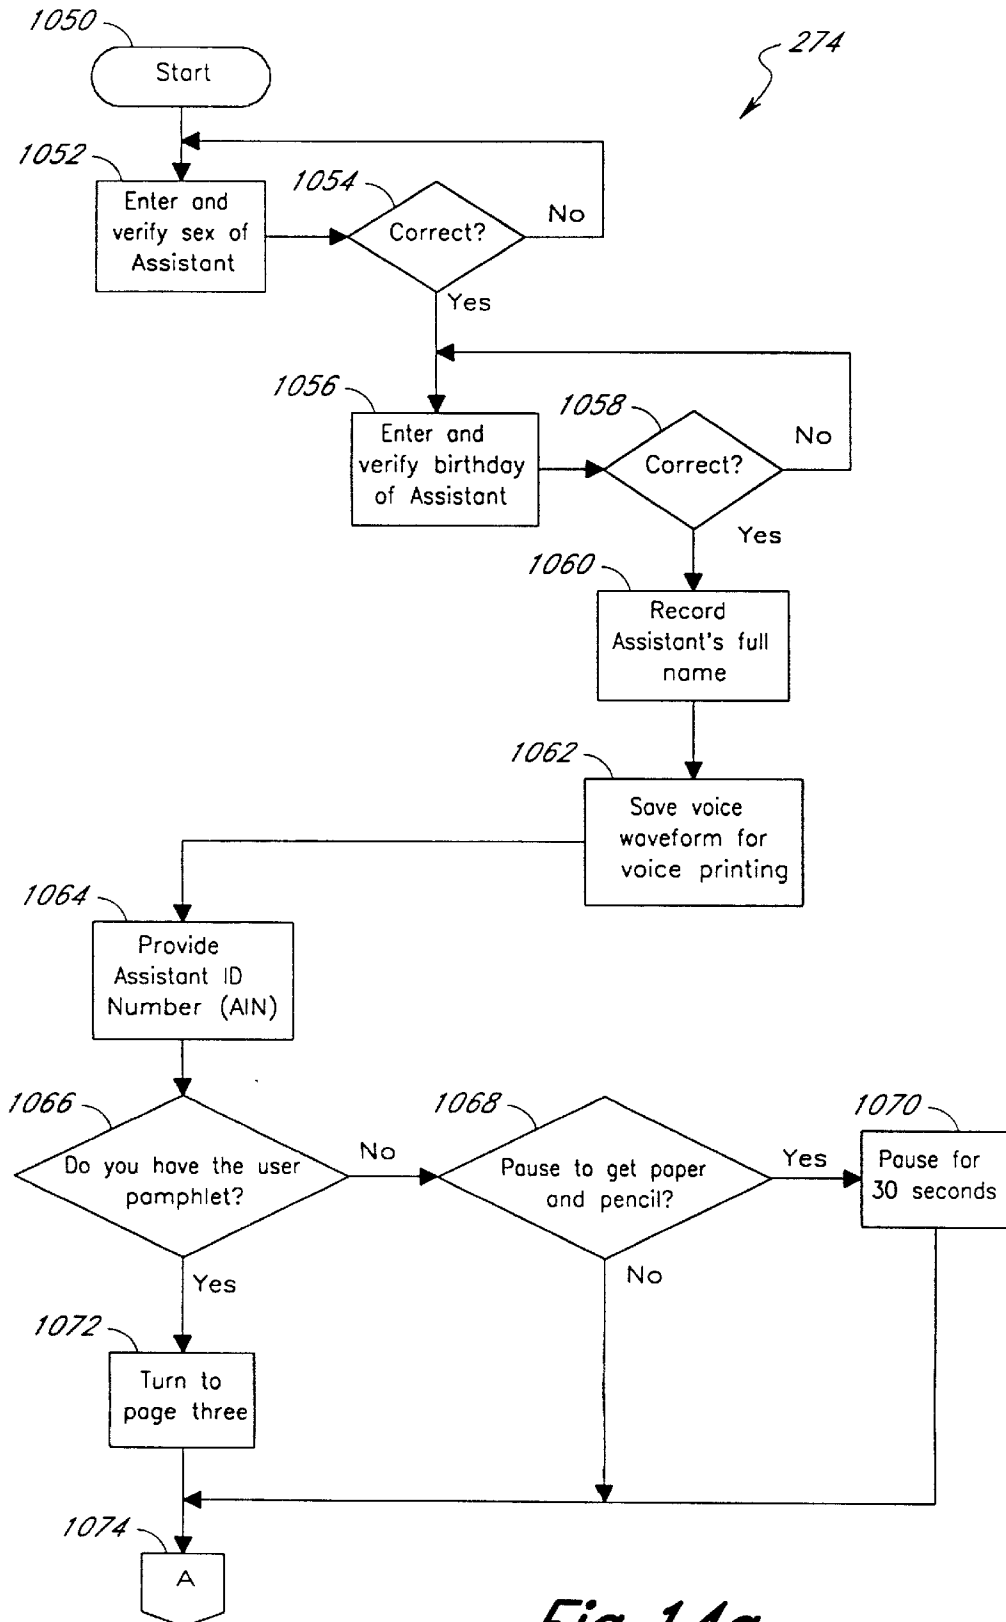 1050
Start
274
1052
Enter and
verify sex of
Assistant
1054
Correct?
No
Yes
1056
Enter and
verify birthday
of Assistant
1058
Correct?
No
Yes
1060
Record
Assistant's full
name
1062
Save voice
waveform for
voice printing
1064
Provide
Assistant ID
Number (AIN)
1066
Do you have the user
pamphlet?
No
Yes
1068
Pause to get paper
and pencil?
Yes
No
1070
Pause for
30 seconds
1072
Turn to
page three
1074
A
Fig. 14a